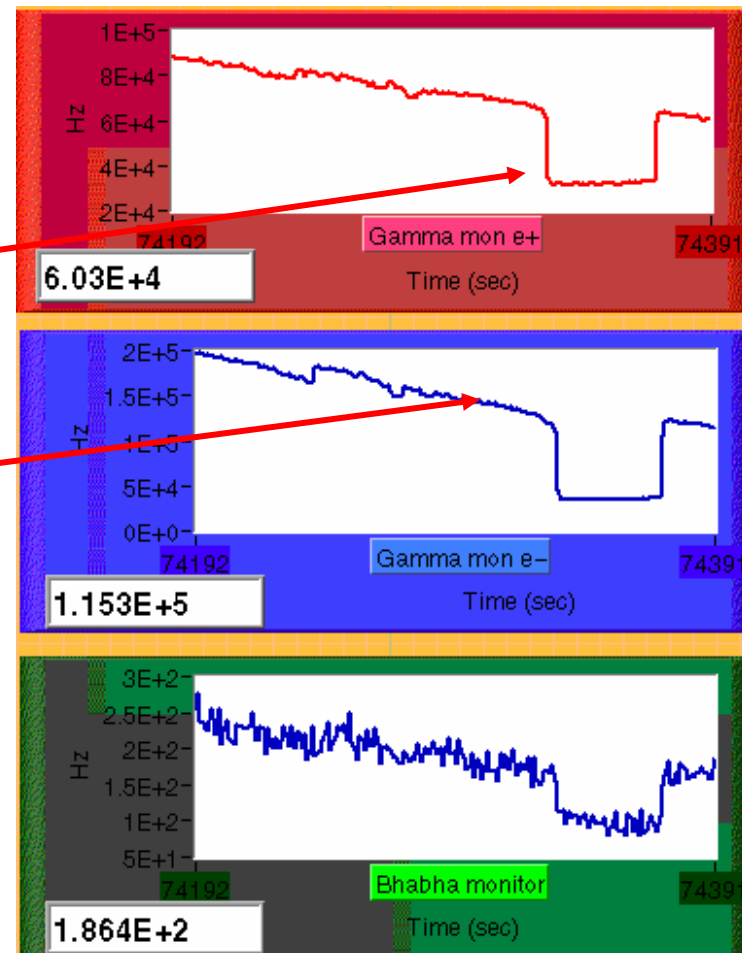 1E+5
8E+4
6E+4
4E+4
2E+4
Hz
74192
Gamma mon e+
74391
6.03E+4
Time (sec)
2E+5
1.5E+5
1E+5
5E+4
0E+0
Hz
74192
Gamma mon e−
7439
1.153E+5
Time (sec)
3E+2
2.5E+2
2E+2
1.5E+2
1E+2
5E+1
Hz
74192
Bhabha monitor
74391
1.864E+2
Time (sec)